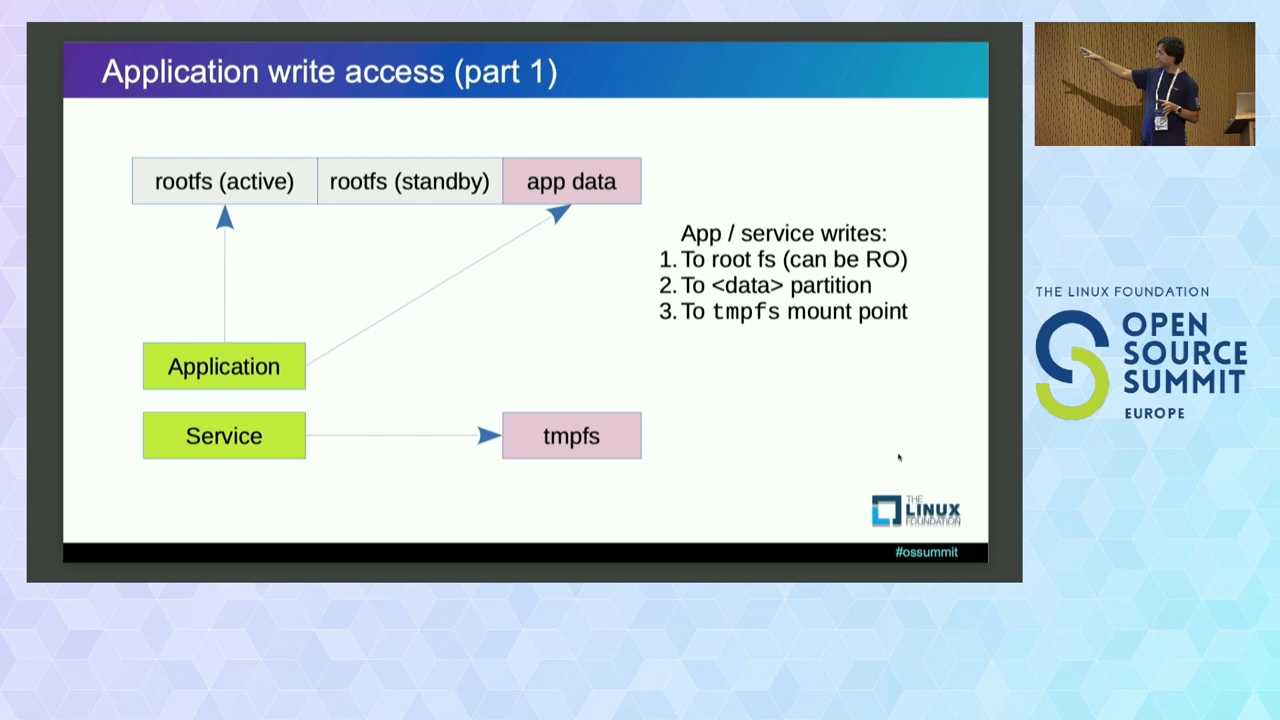 Application write access (part 1)
rootfs (active)
rootfs (standby)
app data
App / service writes:
1. To root fs (can be RO)
2. To <data> partition
3. To tmpfs mount point
Application
Service
tmpfs
THE
LINUX
FOUNDATION
#ossummit
THE LINUX FOUNDATION
OPEN
SOURCE
SUMMIT
EUROPE